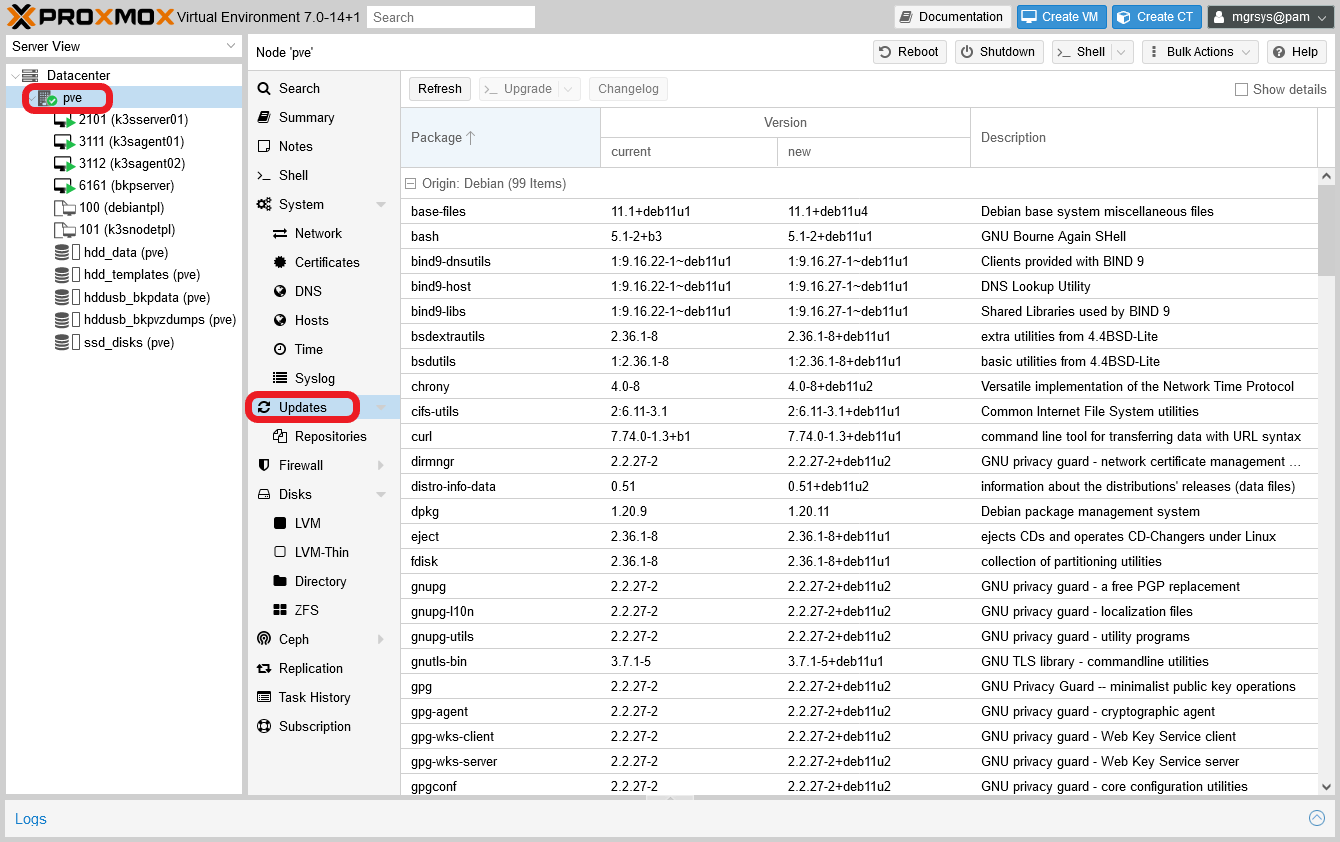 PROXMOX Virtual Environment 7.0-14+1 Search Documentation Create VM Create CT mgrsys@pam
Server View
Datacenter
pve
2101 (k3sserver01)
3111 (k3sagent01)
3112 (k3sagent02)
6161 (bkpserver)
100 (debiantpl)
101 (k3snodetpl)
hdd_data (pve)
hdd_templates (pve)
hddusb_bkpdata (pve)
hddusb_bkpvzdumps (pve)
ssd_disks (pve)
Node 'pve' Reboot Shutdown >_ Shell Bulk Actions Help
Search
Summary
Notes
>_ Shell
System
Network
Certificates
DNS
Hosts
Time
Syslog
Updates
Repositories
Firewall
Disks
LVM
LVM-Thin
Directory
ZFS
Ceph
Replication
Task History
Subscription
Refresh >_ Upgrade Changelog Show details
Package Version Description
current new
Origin: Debian (99 Items)
base-files 11.1+deb11u1 11.1+deb11u4 Debian base system miscellaneous files
bash 5.1-2+b3 5.1-2+deb11u1 GNU Bourne Again SHell
bind9-dnsutils 1:9.16.22-1~deb11u1 1:9.16.27-1~deb11u1 Clients provided with BIND 9
bind9-host 1:9.16.22-1~deb11u1 1:9.16.27-1~deb11u1 DNS Lookup Utility
bind9-libs 1:9.16.22-1~deb11u1 1:9.16.27-1~deb11u1 Shared Libraries used by BIND 9
bsdextrautils 2.36.1-8 2.36.1-8+deb11u1 extra utilities from 4.4BSD-Lite
bsdutils 1:2.36.1-8 1:2.36.1-8+deb11u1 basic utilities from 4.4BSD-Lite
chrony 4.0-8 4.0-8+deb11u2 Versatile implementation of the Network Time Protocol
cifs-utils 2:6.11-3.1 2:6.11-3.1+deb11u1 Common Internet File System utilities
curl 7.74.0-1.3+b1 7.74.0-1.3+deb11u1 command line tool for transferring data with URL syntax
dirmngr 2.2.27-2 2.2.27-2+deb11u2 GNU privacy guard - network certificate management ...
distro-info-data 0.51 0.51+deb11u2 information about the distributions' releases (data files)
dpkg 1.20.9 1.20.11 Debian package management system
eject 2.36.1-8 2.36.1-8+deb11u1 ejects CDs and operates CD-Changers under Linux
fdisk 2.36.1-8 2.36.1-8+deb11u1 collection of partitioning utilities
gnupg 2.2.27-2 2.2.27-2+deb11u2 GNU privacy guard - a free PGP replacement
gnupg-l10n 2.2.27-2 2.2.27-2+deb11u2 GNU privacy guard - localization files
gnupg-utils 2.2.27-2 2.2.27-2+deb11u2 GNU privacy guard - utility programs
gnutls-bin 3.7.1-5 3.7.1-5+deb11u1 GNU TLS library - commandline utilities
gpg 2.2.27-2 2.2.27-2+deb11u2 GNU Privacy Guard -- minimalist public key operations
gpg-agent 2.2.27-2 2.2.27-2+deb11u2 GNU privacy guard - cryptographic agent
gpg-wks-client 2.2.27-2 2.2.27-2+deb11u2 GNU privacy guard - Web Key Service client
gpg-wks-server 2.2.27-2 2.2.27-2+deb11u2 GNU privacy guard - Web Key Service server
gpgconf 2.2.27-2 2.2.27-2+deb11u2 GNU privacy guard - core configuration utilities
Logs